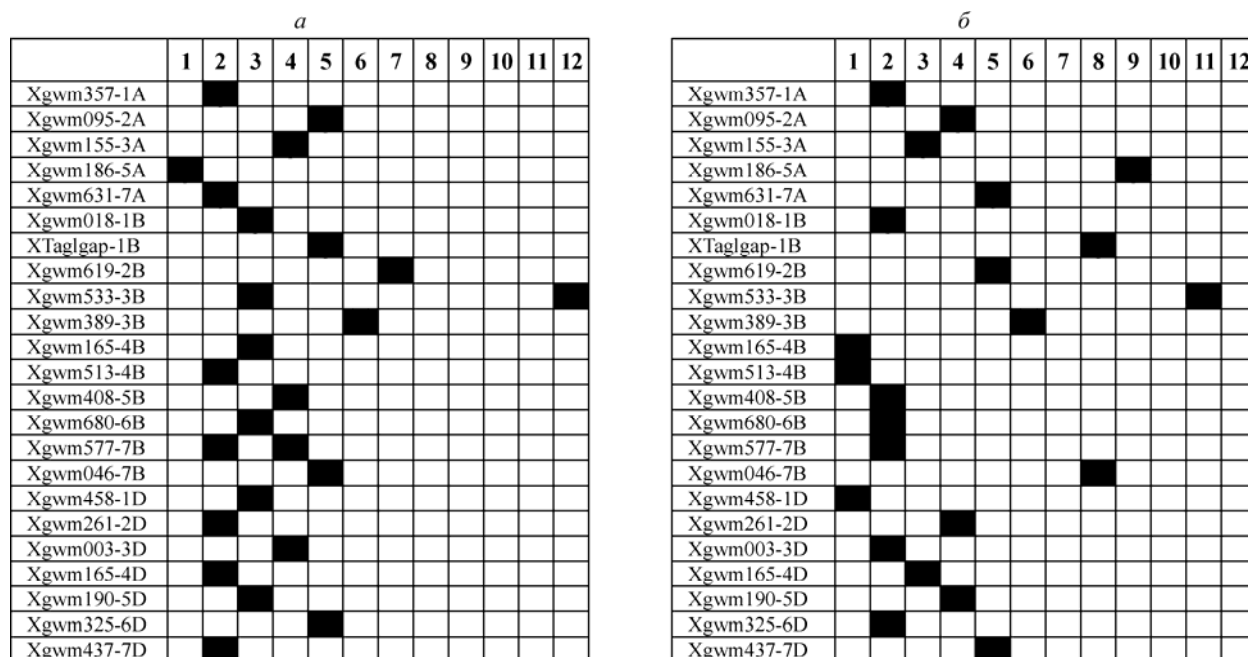 а
1 2 3 4 5 6 7 8 9 10 11 12
Xgwm357-1A
Xgwm095-2A
Xgwm155-3A
Xgwm186-5A
Xgwm631-7A
Xgwm018-1B
XTaglgap-1B
Xgwm619-2B
Xgwm533-3B
Xgwm389-3B
Xgwm165-4B
Xgwm513-4B
Xgwm408-5B
Xgwm680-6B
Xgwm577-7B
Xgwm046-7B
Xgwm458-1D
Xgwm261-2D
Xgwm003-3D
Xgwm165-4D
Xgwm190-5D
Xgwm325-6D
Xgwm437-7D
б
1 2 3 4 5 6 7 8 9 10 11 12
Xgwm357-1A
Xgwm095-2A
Xgwm155-3A
Xgwm186-5A
Xgwm631-7A
Xgwm018-1B
XTaglgap-1B
Xgwm619-2B
Xgwm533-3B
Xgwm389-3B
Xgwm165-4B
Xgwm513-4B
Xgwm408-5B
Xgwm680-6B
Xgwm577-7B
Xgwm046-7B
Xgwm458-1D
Xgwm261-2D
Xgwm003-3D
Xgwm165-4D
Xgwm190-5D
Xgwm325-6D
Xgwm437-7D